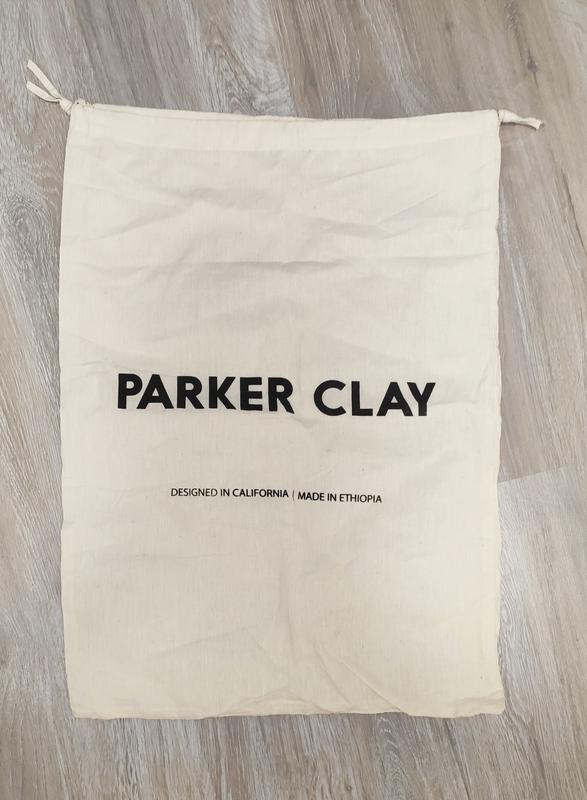 PARKER CLAY
DESIGNED IN CALIFORNIA | MADE IN ETHIOPIA